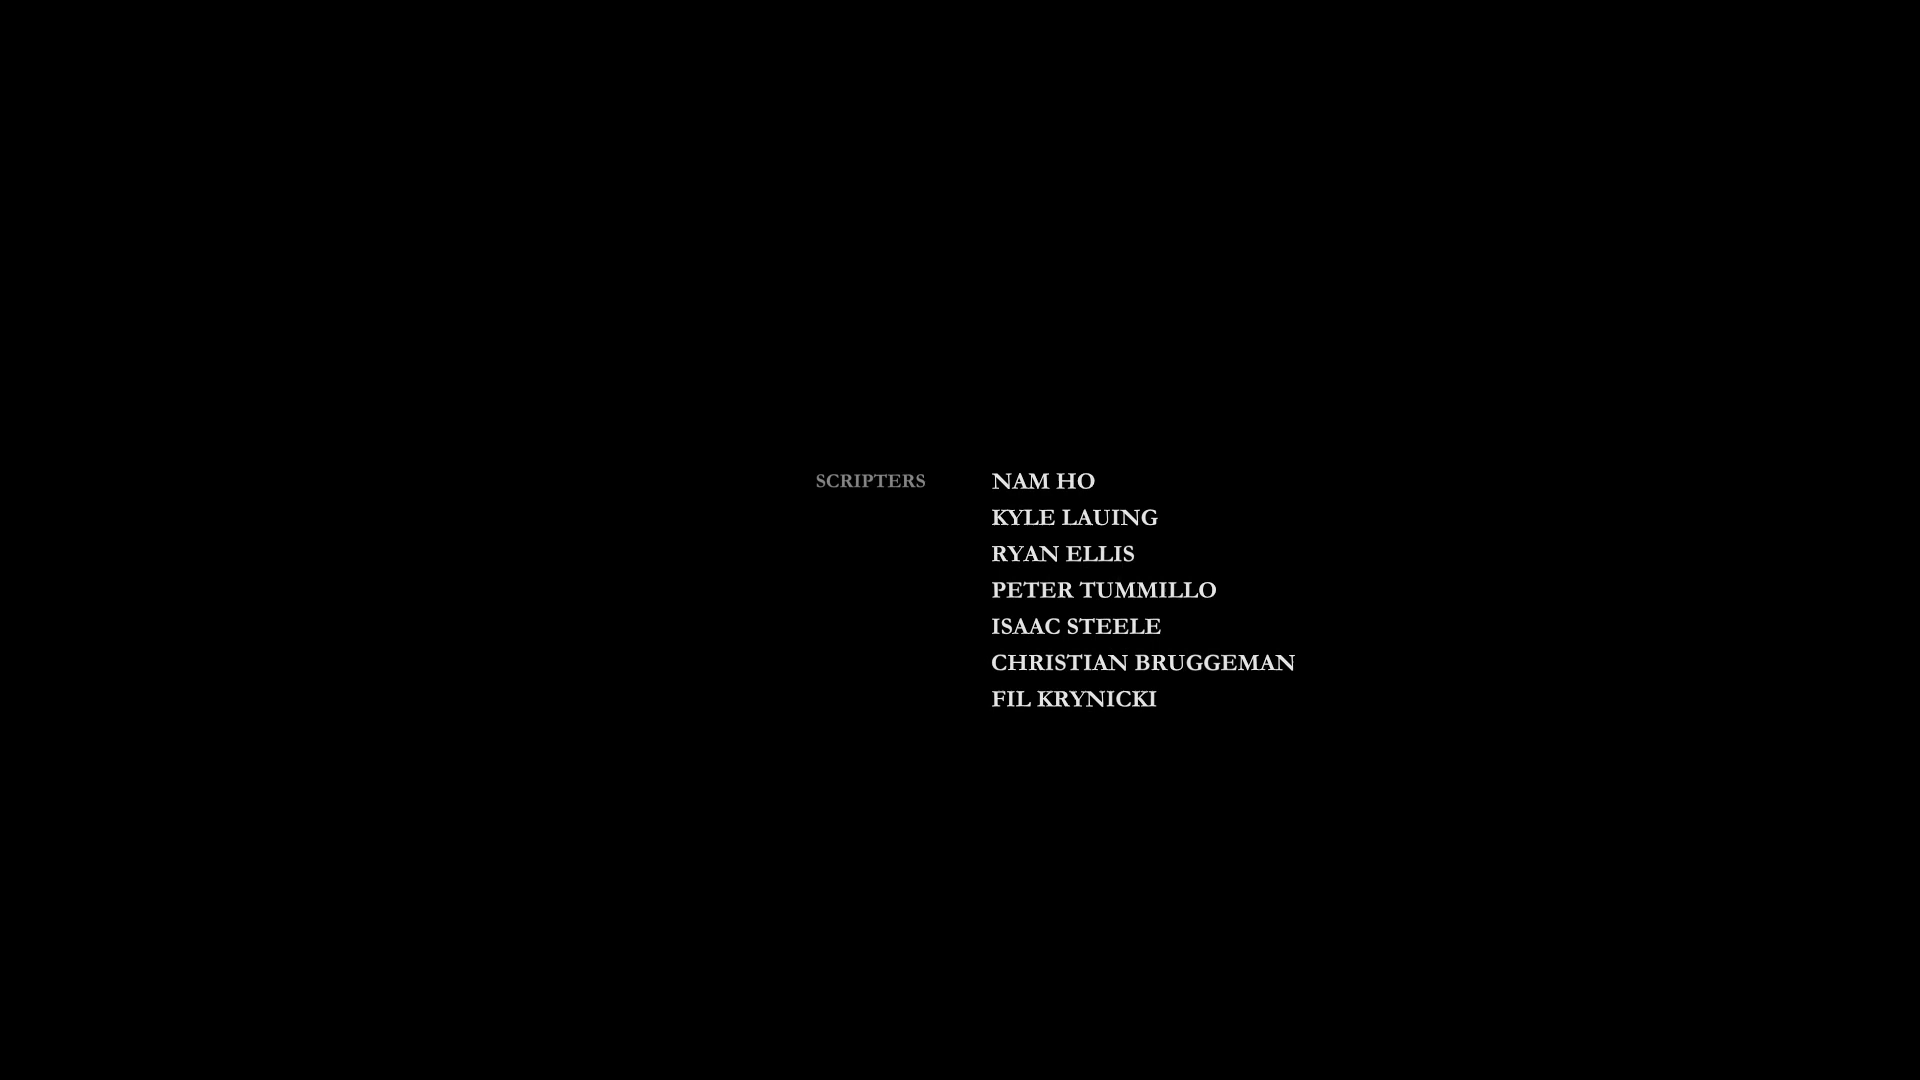 SCRIPTERS NAM HO
KYLE LAUING
RYAN ELLIS
PETER TUMMILLO
ISAAC STEELE
CHRISTIAN BRUGGEMAN
FIL KRYNICKI